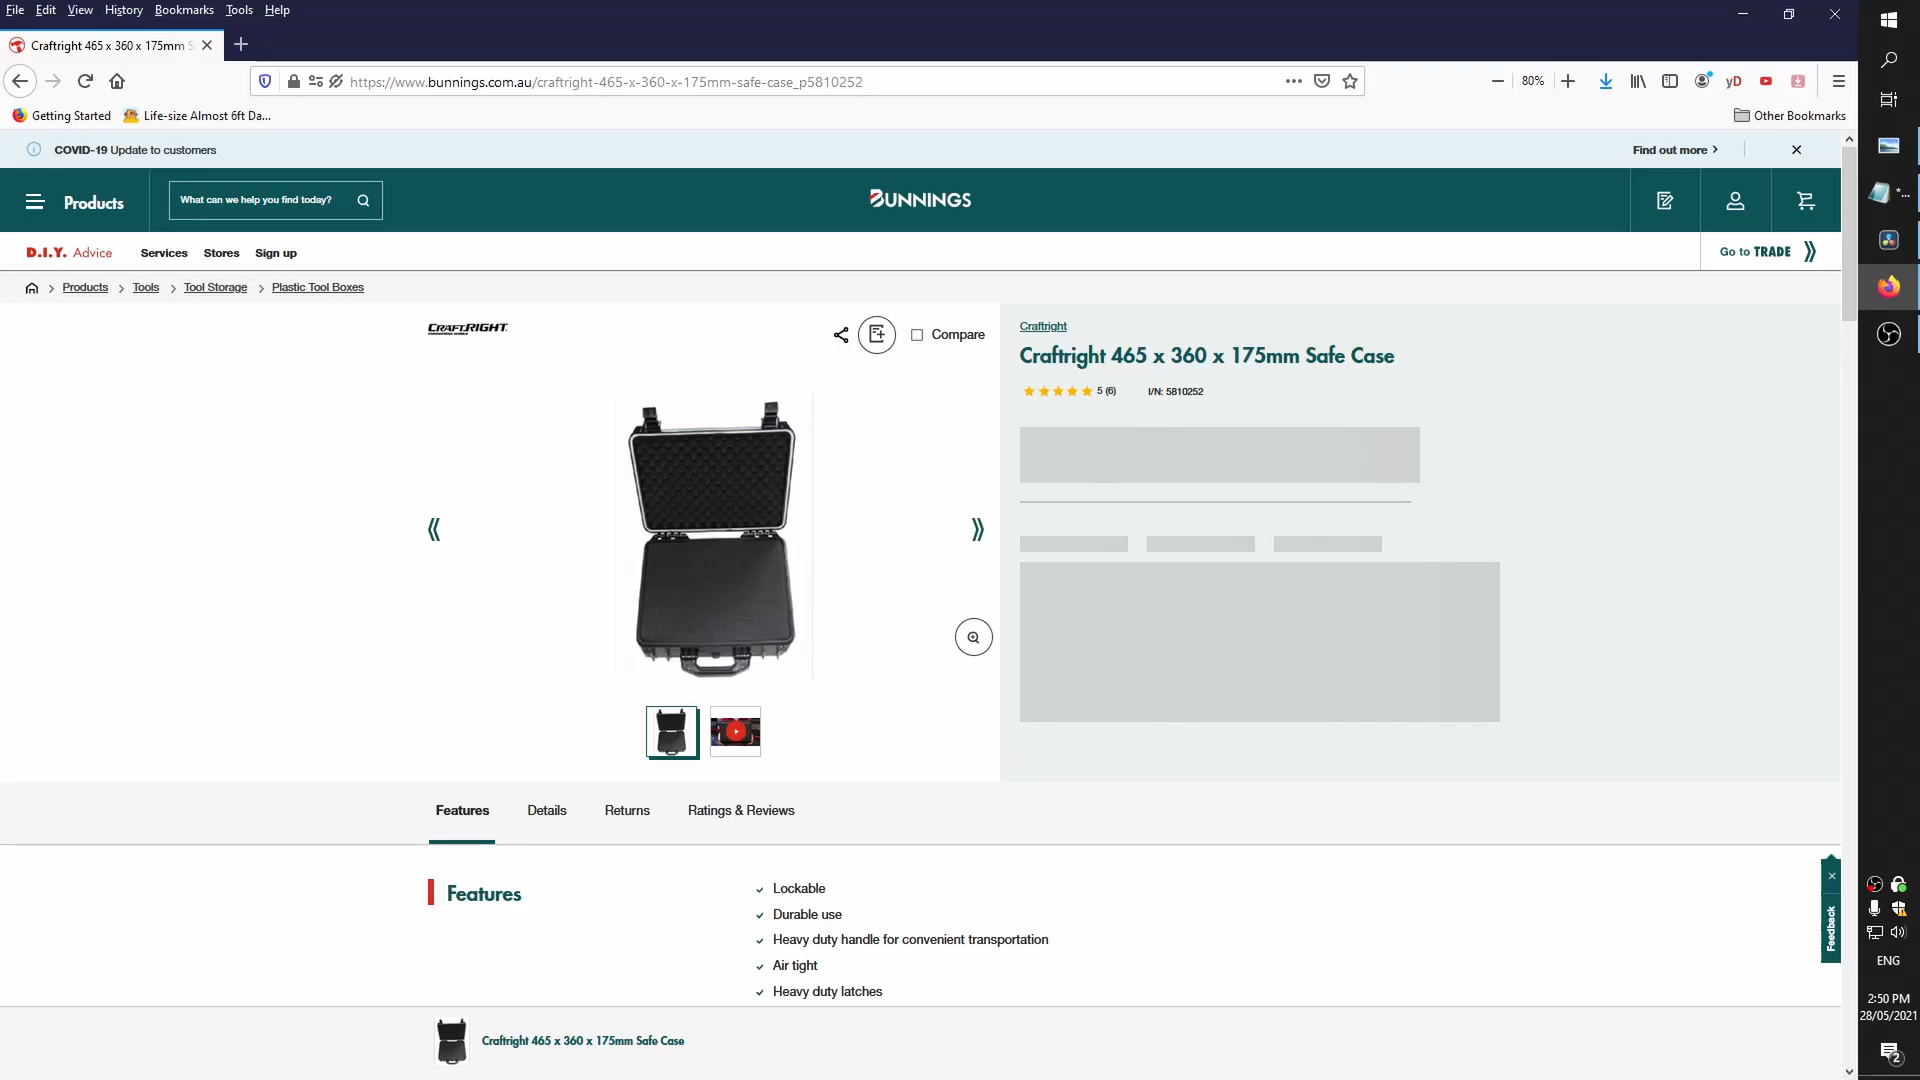 File Edit View History Bookmarks Tools Help
Craftright 465 x 360 x 175mm S
https://www.bunnings.com.au/craftright-465-x-360-x-175mm-safe-case_p5810252
80%
yD
Getting Started
Life-size Almost 6ft Da...
Other Bookmarks
COVID-19 Update to customers
Find out more
Products
What can we help you find today?
BUNNINGS
D.I.Y. Advice
Services
Stores
Sign up
Go to TRADE
Products
Tools
Tool Storage
Plastic Tool Boxes
CRAFTRIGHT
Compare
Craftright
Craftright 465 x 360 x 175mm Safe Case
5 (6)
I/N: 5810252
Features
Details
Returns
Ratings & Reviews
Features
Lockable
Durable use
Heavy duty handle for convenient transportation
Air tight
Heavy duty latches
Feedback
Craftright 465 x 360 x 175mm Safe Case
*...
ENG
2:50 PM
28/05/2021
2